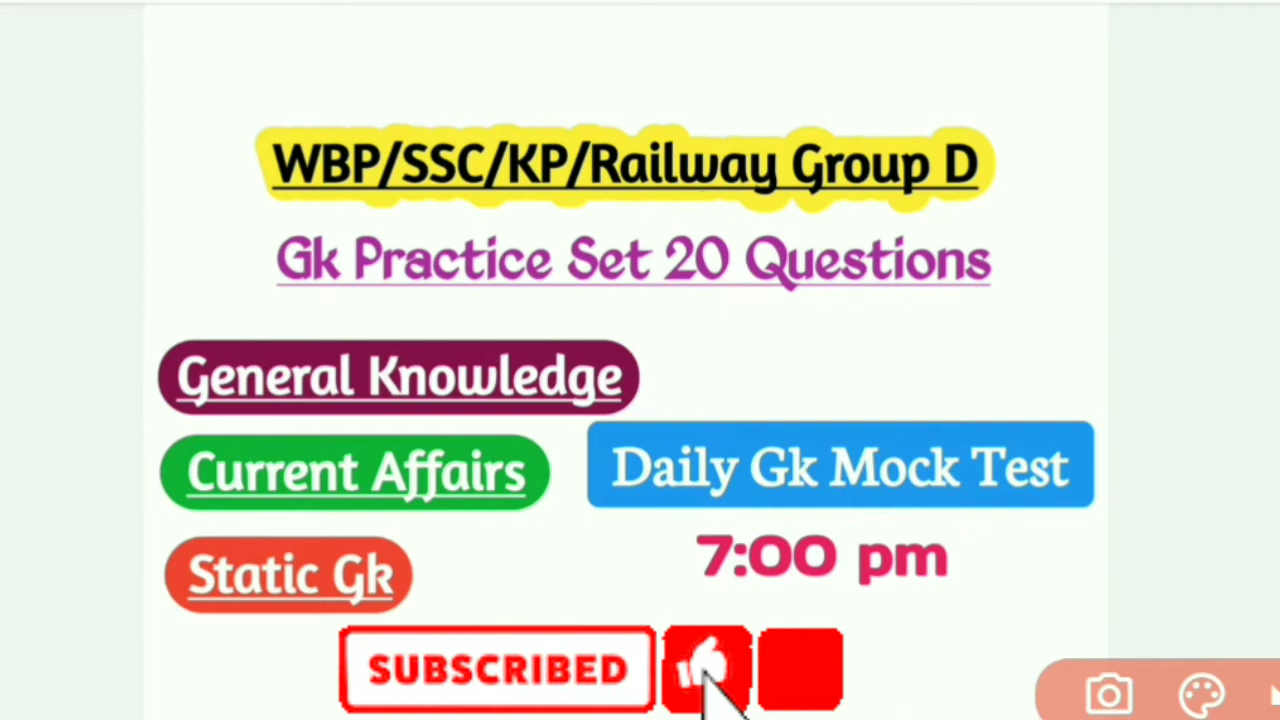 WBP/SSC/KP/Railway Group D
Gk Practice Set 20 Questions
General Knowledge
Current Affairs
Daily Gk Mock Test
7:00 pm
Static Gk
SUBSCRIBED